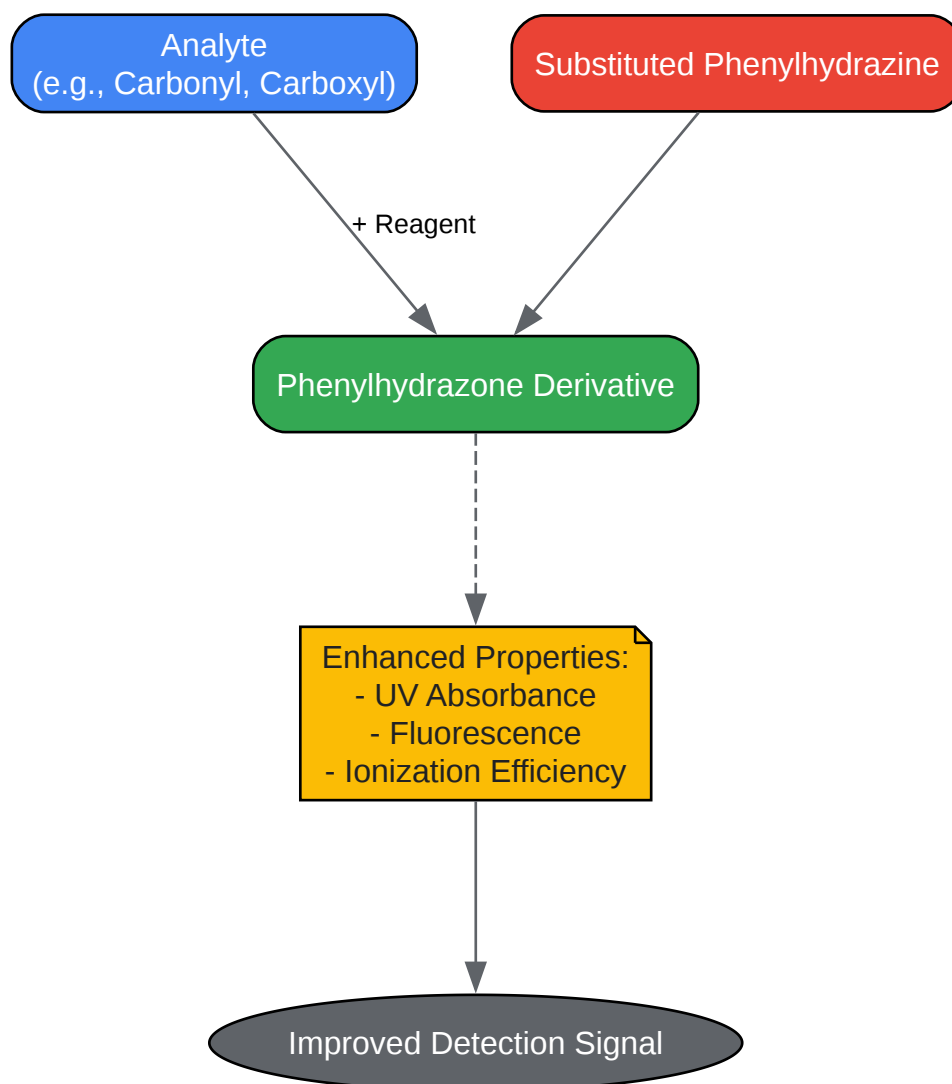 Analyte
(e.g., Carbonyl, Carboxyl)
Substituted Phenylhydrazine
+ Reagent
Phenylhydrazone Derivative
Enhanced Properties:
- UV Absorbance
- Fluorescence
- Ionization Efficiency
Improved Detection Signal